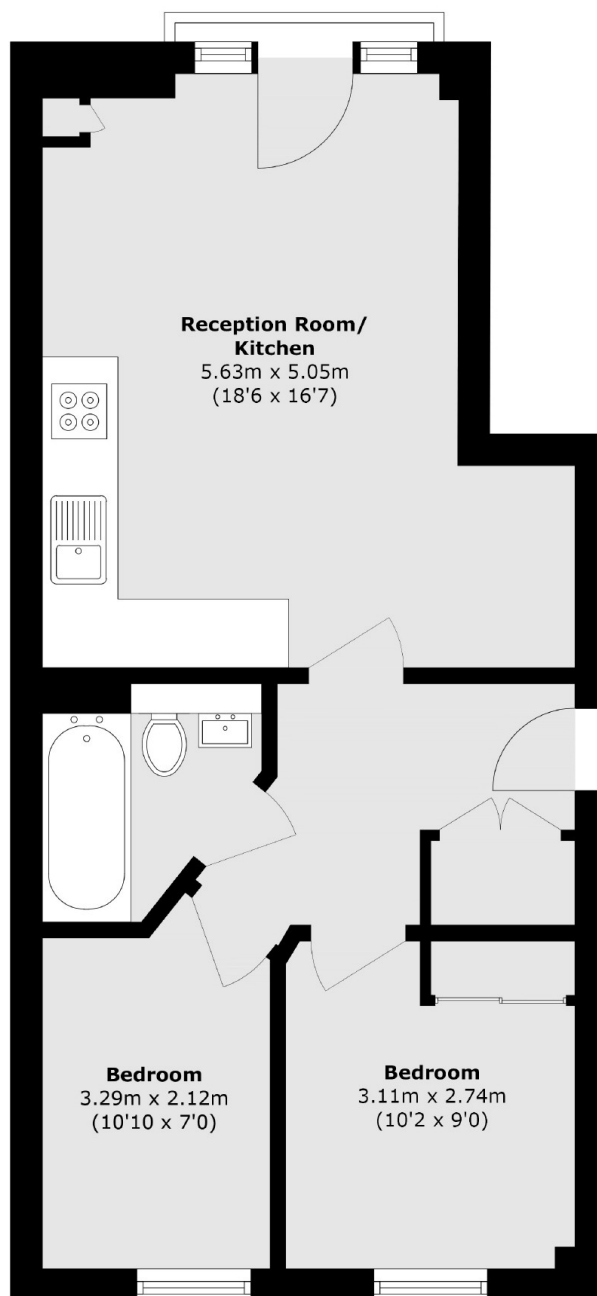 Reception Room/
Kitchen
5.63m x 5.05m
(18'6 x 16'7)
Bedroom
3.29m x 2.12m
(10'10 x 7'0)
Bedroom
3.11m x 2.74m
(10'2 x 9'0)